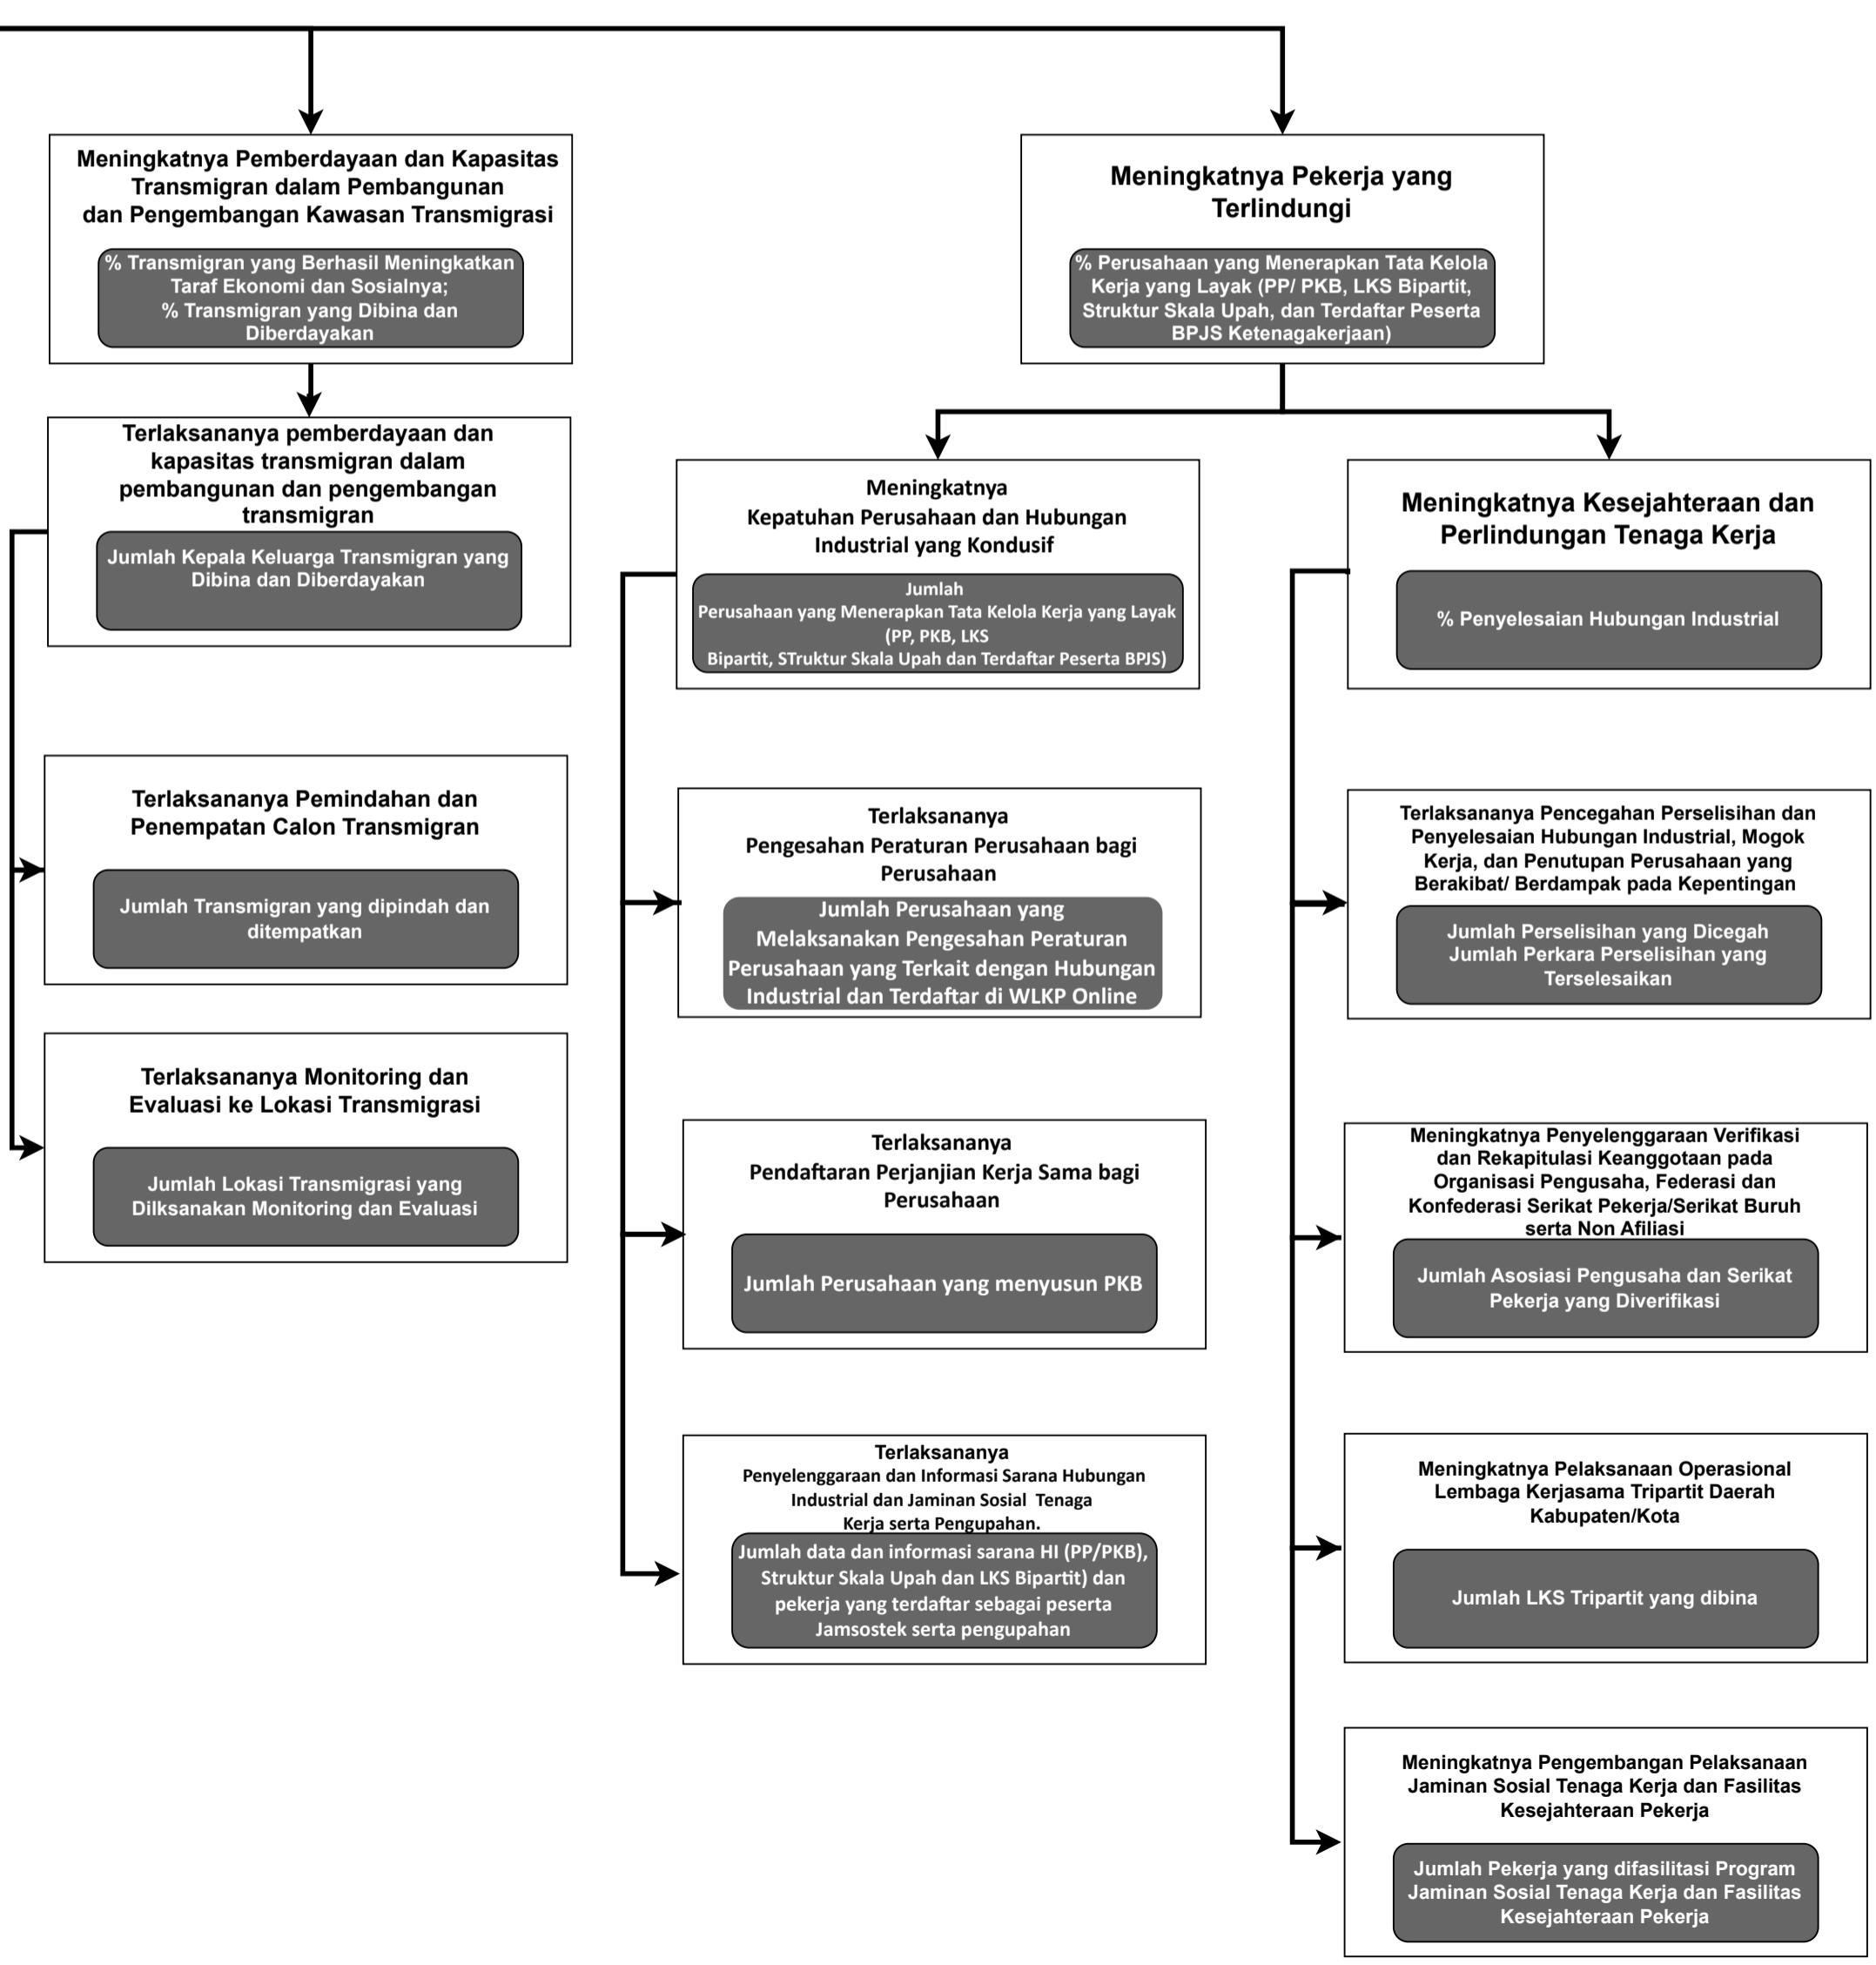 Meningkatnya Pemberdayaan dan Kapasitas
Transmigran dalam Pembangunan
dan Pengembangan Kawasan Transmigrasi
% Transmigran yang Berhasil Meningkatkan
Taraf Ekonomi dan Sosialnya;
% Transmigran yang Dibina dan
Diberdayakan
Terlaksananya pemberdayaan dan
kapasitas transmigran dalam
pembangunan dan pengembangan
transmigran
Jumlah Kepala Keluarga Transmigran yang
Dibina dan Diberdayakan
Terlaksananya Pemindahan dan
Penempatan Calon Transmigran
Jumlah Transmigran yang dipindah dan
ditempatkan
Terlaksananya Monitoring dan
Evaluasi ke Lokasi Transmigrasi
Jumlah Lokasi Transmigrasi yang
Dilksanakan Monitoring dan Evaluasi
Meningkatnya Pekerja yang
Terlindungi
% Perusahaan yang Menerapkan Tata Kelola
Kerja yang Layak (PP/ PKB, LKS Bipartit,
Struktur Skala Upah, dan Terdaftar Peserta
BPJS Ketenagakerjaan)
Meningkatnya
Kepatuhan Perusahaan dan Hubungan
Industrial yang Kondusif
Jumlah
Perusahaan yang Menerapkan Tata Kelola Kerja yang Layak
(PP, PKB, LKS
Bipartit, STruktur Skala Upah dan Terdaftar Peserta BPJS)
Terlaksananya
Pengesahan Peraturan Perusahaan bagi
Perusahaan
Jumlah Perusahaan yang
Melaksanakan Pengesahan Peraturan
Perusahaan yang Terkait dengan Hubungan
Industrial dan Terdaftar di WLKP Online
Terlaksananya
Pendaftaran Perjanjian Kerja Sama bagi
Perusahaan
Jumlah Perusahaan yang menyusun PKB
Terlaksananya
Penyelenggaraan dan Informasi Sarana Hubungan
Industrial dan Jaminan Sosial  Tenaga
Kerja serta Pengupahan.
Jumlah data dan informasi sarana HI (PP/PKB),
Struktur Skala Upah dan LKS Bipartit) dan
pekerja yang terdaftar sebagai peserta
Jamsostek serta pengupahan
Meningkatnya Kesejahteraan dan
Perlindungan Tenaga Kerja
% Penyelesaian Hubungan Industrial
Terlaksananya Pencegahan Perselisihan dan
Penyelesaian Hubungan Industrial, Mogok
Kerja, dan Penutupan Perusahaan yang
Berakibat/ Berdampak pada Kepentingan
Jumlah Perselisihan yang Dicegah
Jumlah Perkara Perselisihan yang
Terselesaikan
Meningkatnya Penyelenggaraan Verifikasi
dan Rekapitulasi Keanggotaan pada
Organisasi Pengusaha, Federasi dan
Konfederasi Serikat Pekerja/Serikat Buruh
serta Non Afiliasi
Jumlah Asosiasi Pengusaha dan Serikat
Pekerja yang Diverifikasi
Meningkatnya Pelaksanaan Operasional
Lembaga Kerjasama Tripartit Daerah
Kabupaten/Kota
Jumlah LKS Tripartit yang dibina
Meningkatnya Pengembangan Pelaksanaan
Jaminan Sosial Tenaga Kerja dan Fasilitas
Kesejahteraan Pekerja
Jumlah Pekerja yang difasilitasi Program
Jaminan Sosial Tenaga Kerja dan Fasilitas
Kesejahteraan Pekerja